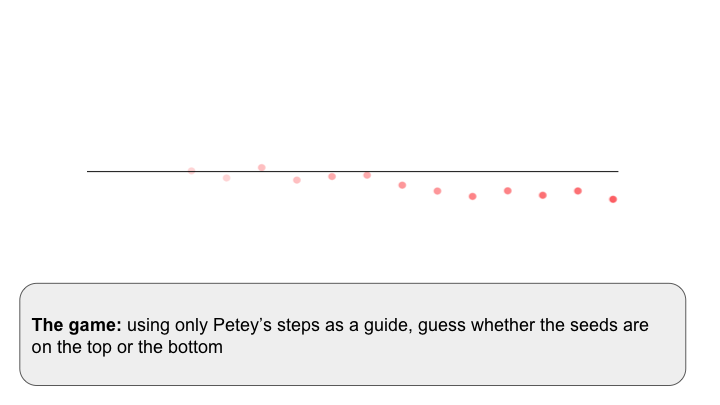 The game: using only Petey’s steps as a guide, guess whether the seeds are
on the top or the bottom